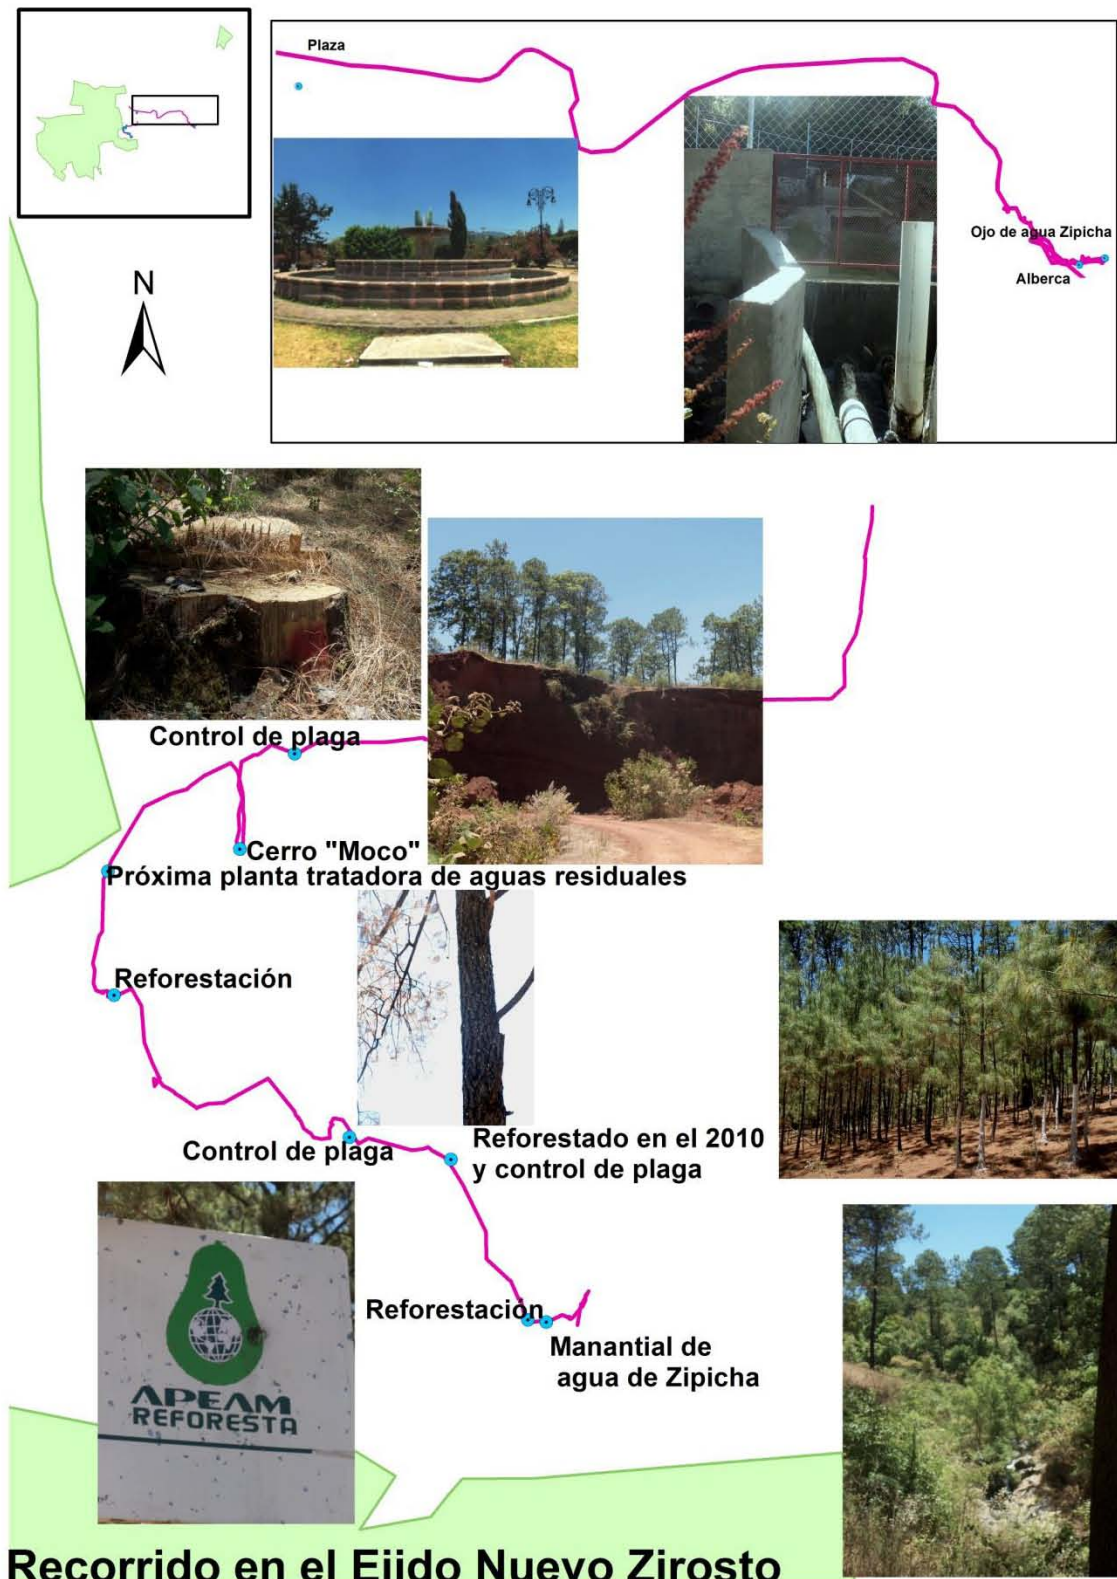 Plaza
Ojo de agua Zipicha
Alberca
N
Control de plaga
Cerro "Moco"
Próxima planta tratadora de aguas residuales
Reforestación
Control de plaga
Reforestado en el 2010
y control de plaga
APEAM
REFORESTA
Reforestación
Manantial de
agua de Zipicha
Recorrido en el Ejido Nuevo Zirosto